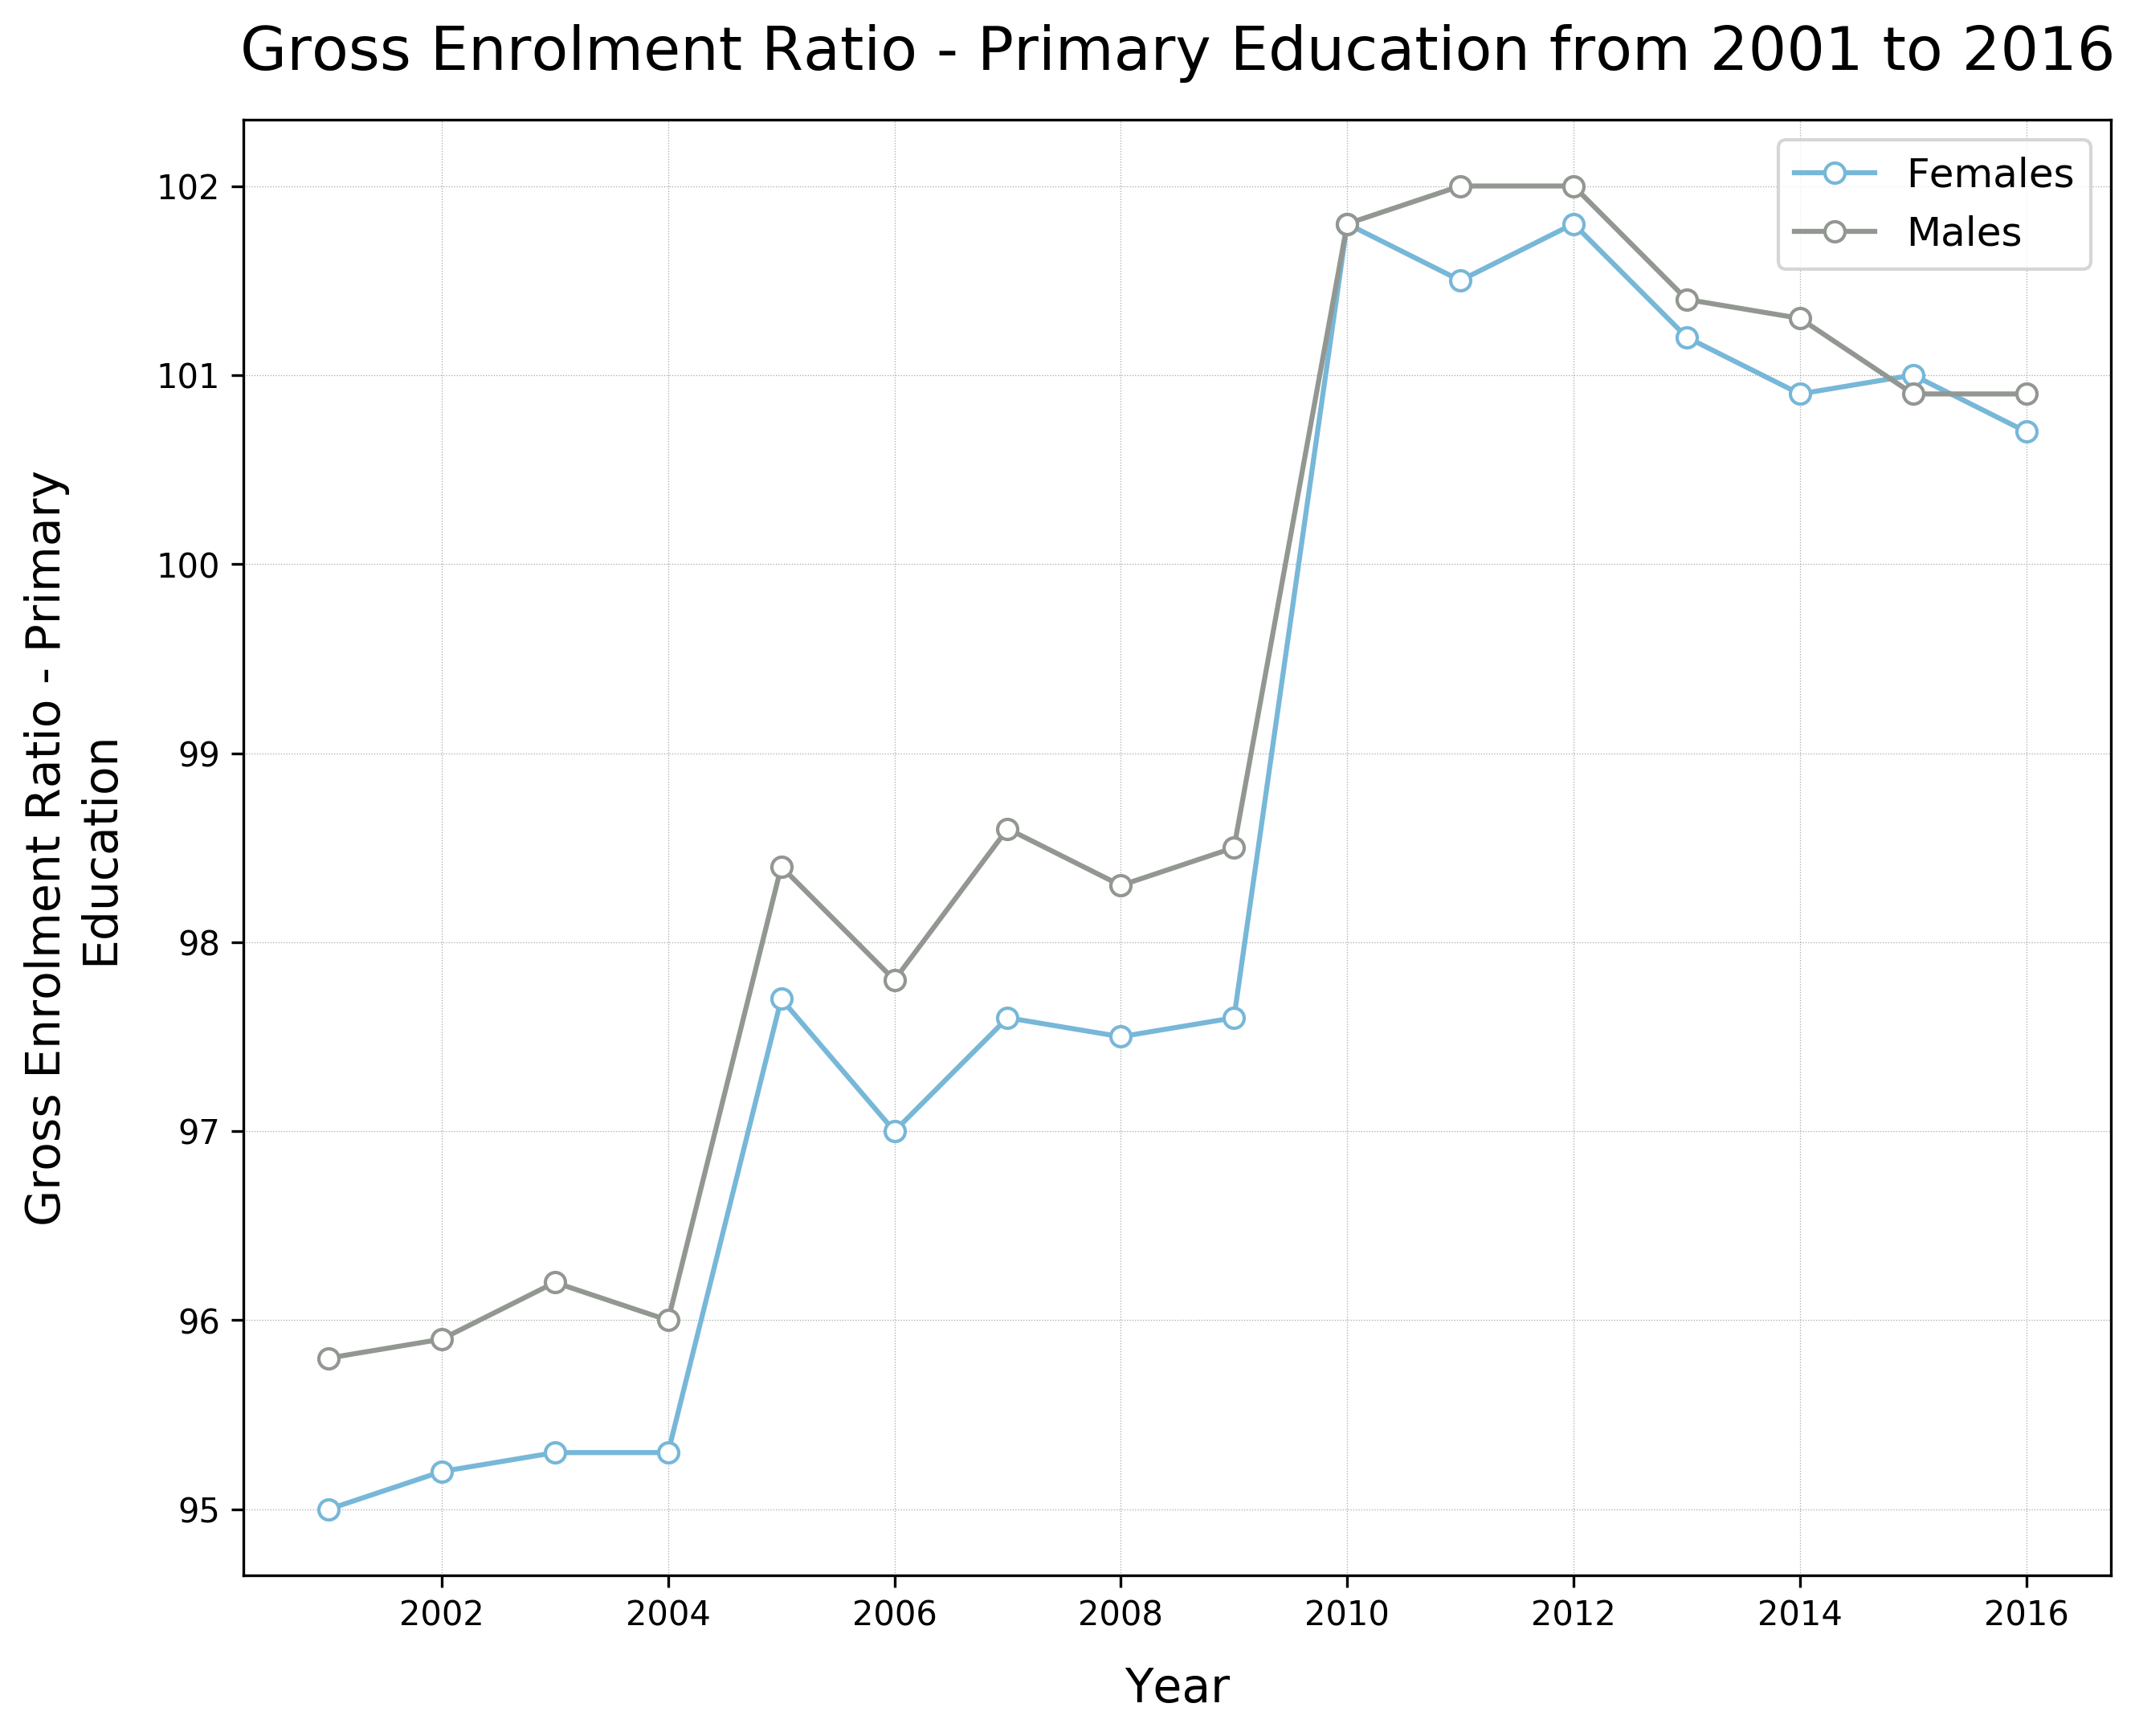 Gross Enrolment Ratio - Primary Education from 2001 to 2016
Females
Males
102
101
100
99
98
97
96
95
Gross Enrolment Ratio - Primary
Education
2002 2004 2006 2008 2010 2012 2014 2016
Year